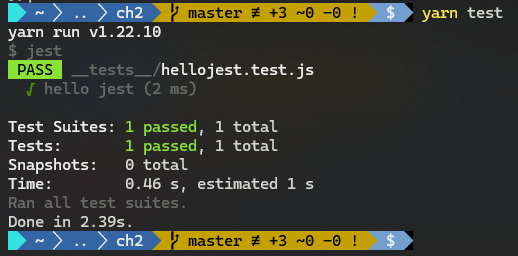 ~ > .. > ch2 master ≢ +3 ~0 -0 ! $ yarn test
yarn run v1.22.10
$ jest
PASS __tests__/hellojest.test.js
√ hello jest (2 ms)
Test Suites: 1 passed, 1 total
Tests: 1 passed, 1 total
Snapshots: 0 total
Time: 0.46 s, estimated 1 s
Ran all test suites.
Done in 2.39s.
~ > .. > ch2 master ≢ +3 ~0 -0 ! $